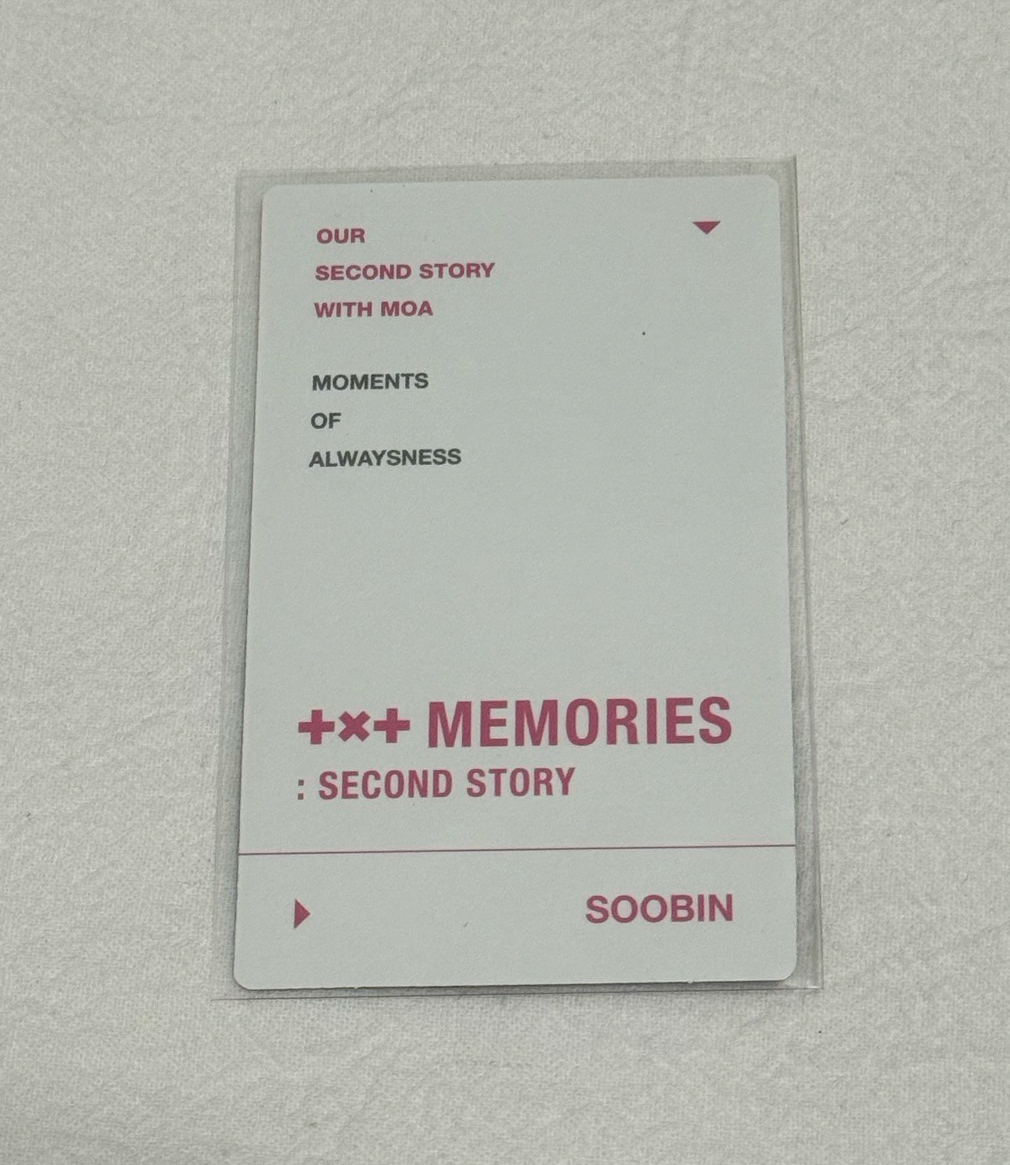 OUR
SECOND STORY
WITH MOA
MOMENTS
OF
ALWAYSNESS
+×+ MEMORIES
: SECOND STORY
SOOBIN